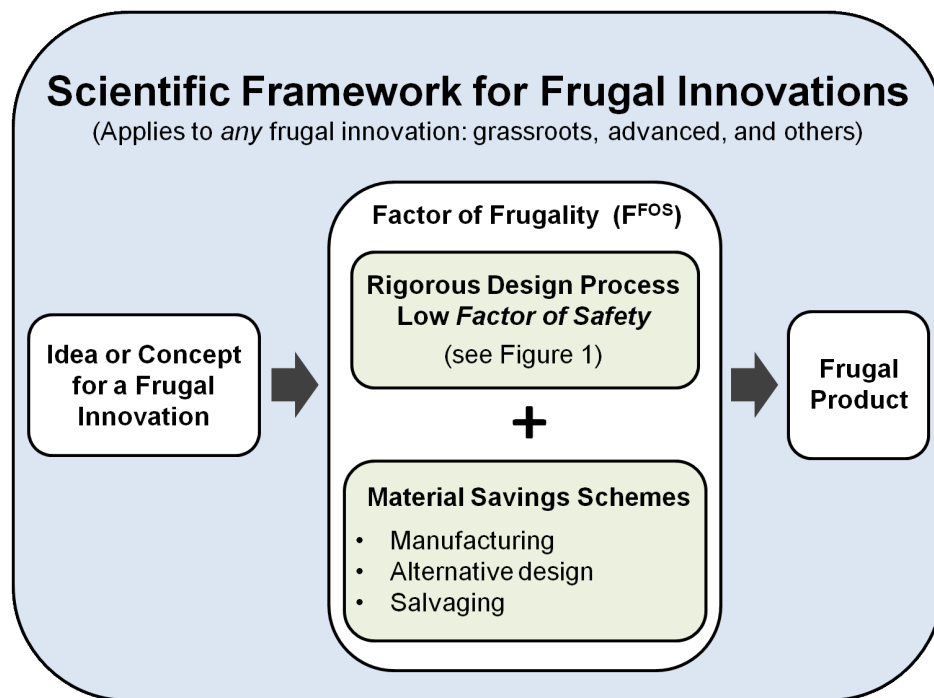 Scientific Framework for Frugal Innovations
(Applies to any frugal innovation: grassroots, advanced, and others)
Factor of Frugality (F^FOS)
Rigorous Design Process
Low Factor of Safety
(see Figure 1)
Idea or Concept
for a Frugal
Innovation
+
Frugal
Product
Material Savings Schemes
• Manufacturing
• Alternative design
• Salvaging